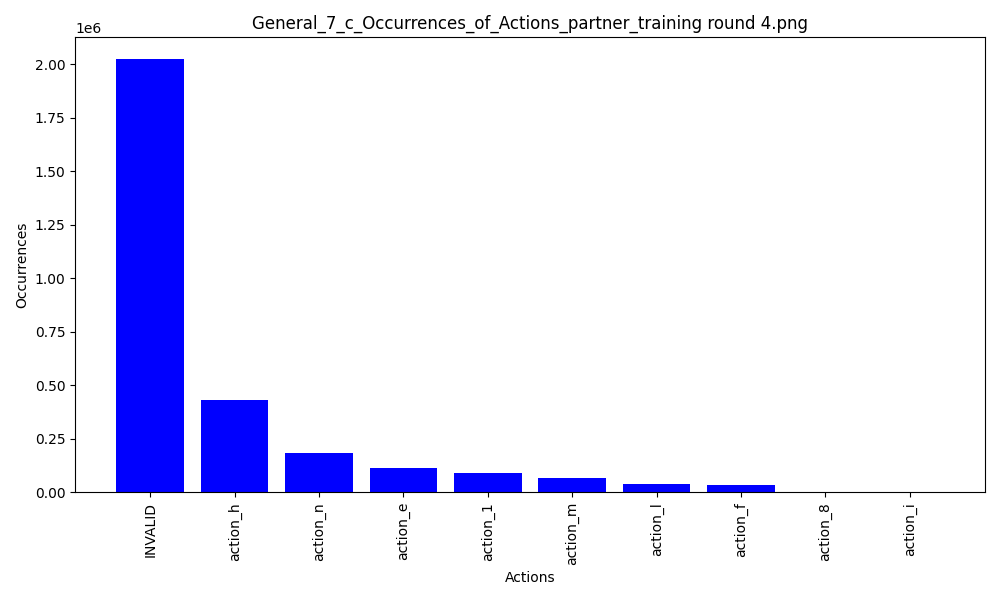 General_7_c_Occurrences_of_Actions_partner_training round 4.png
1e6
2.00
1.75
1.50
1.25
1.00
0.75
0.50
0.25
0.00
Occurrences
INVALID
action_h
action_n
action_e
action_1
action_m
action_l
action_f
action_8
action_i
Actions